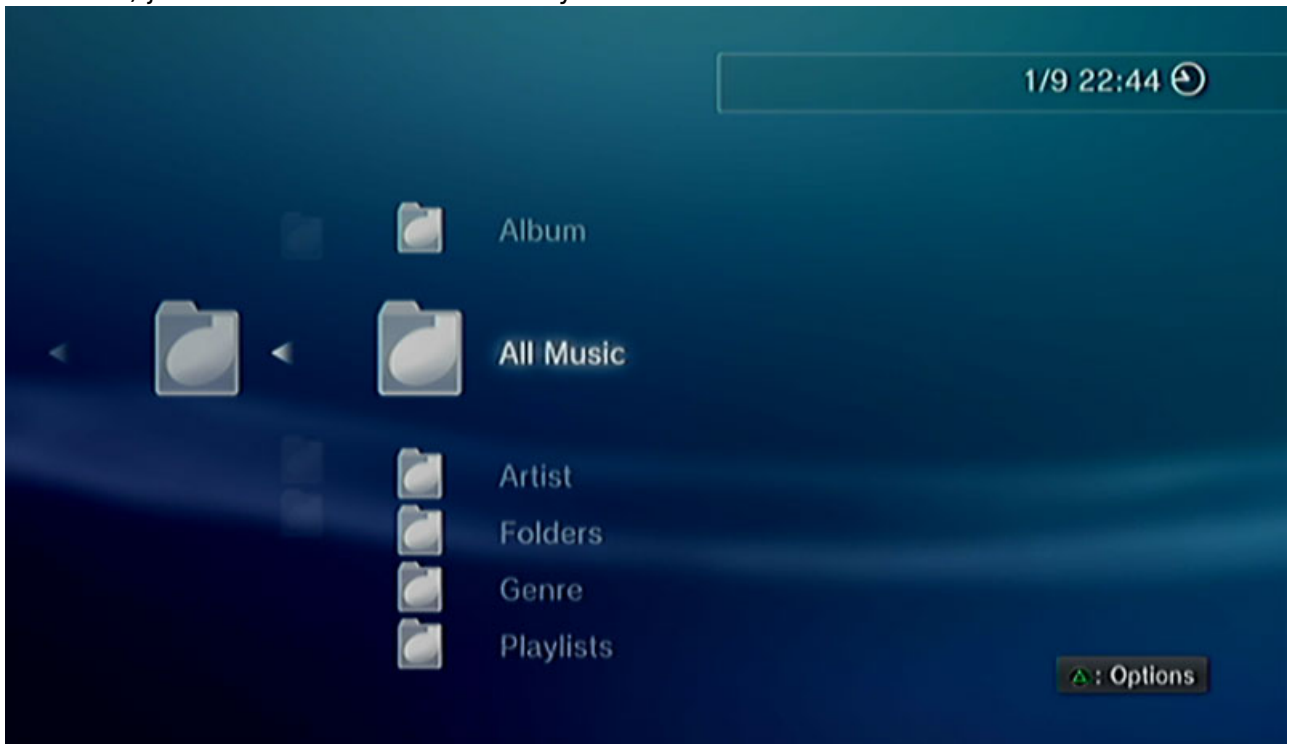 1/9 22:44
Album
All Music
Artist
Folders
Genre
Playlists
: Options